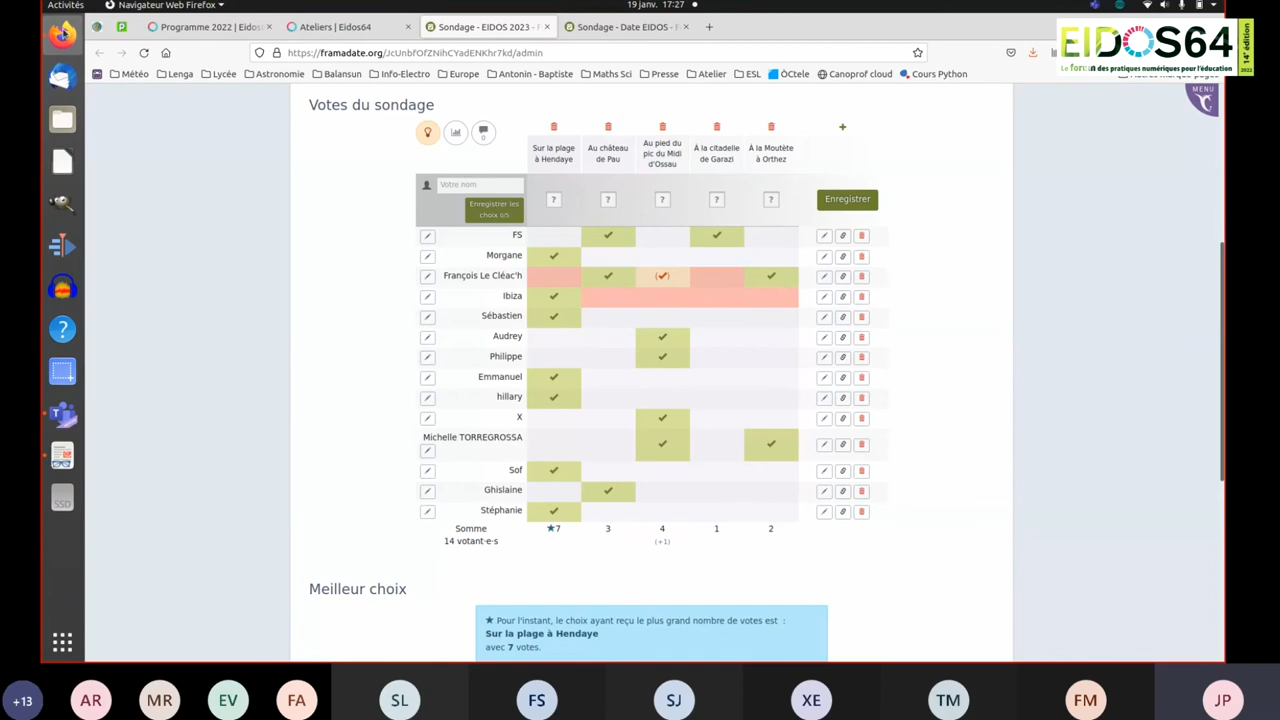 Activités
Navigateur Web Firefox
19 janv. 17:27
Programme 2022 | Eidos
Ateliers | Eidos64
Sondage - EIDOS 2023 - F
Sondage - Date EIDOS - F
https://framadate.org/JcUnbfOfZNihCYadENKhr7kd/admin
Météo
Lenga
Lycée
Astronomie
Balansun
Info-Electro
Europe
Antonin - Baptiste
Maths Sci
Presse
Atelier
ESL
ÔCtele
Canoprof cloud
Cours Python
EIDOS64
Le forum des pratiques numériques pour l'éducation
14e édition
2022
MENU
Votes du sondage
0
Sur la plage
à Hendaye
Au château
de Pau
Au pied du
pic du Midi
d'Ossau
À la citadelle
de Garazi
À la Moutète
à Orthez
Votre nom
Enregistrer les
choix 0/5
? ? ? ? ?
Enregistrer
FS
Morgane
François Le Cléac'h
Ibiza
Sébastien
Audrey
Philippe
Emmanuel
hillary
X
Michelle TORREGROSSA
Sof
Ghislaine
Stéphanie
Somme ★7 3 4 1 2
14 votant·e·s (+1)
Meilleur choix
★ Pour l'instant, le choix ayant reçu le plus grand nombre de votes est :
Sur la plage à Hendaye
avec 7 votes.
SSD
+13 AR MR EV FA SL FS SJ XE TM FM JP